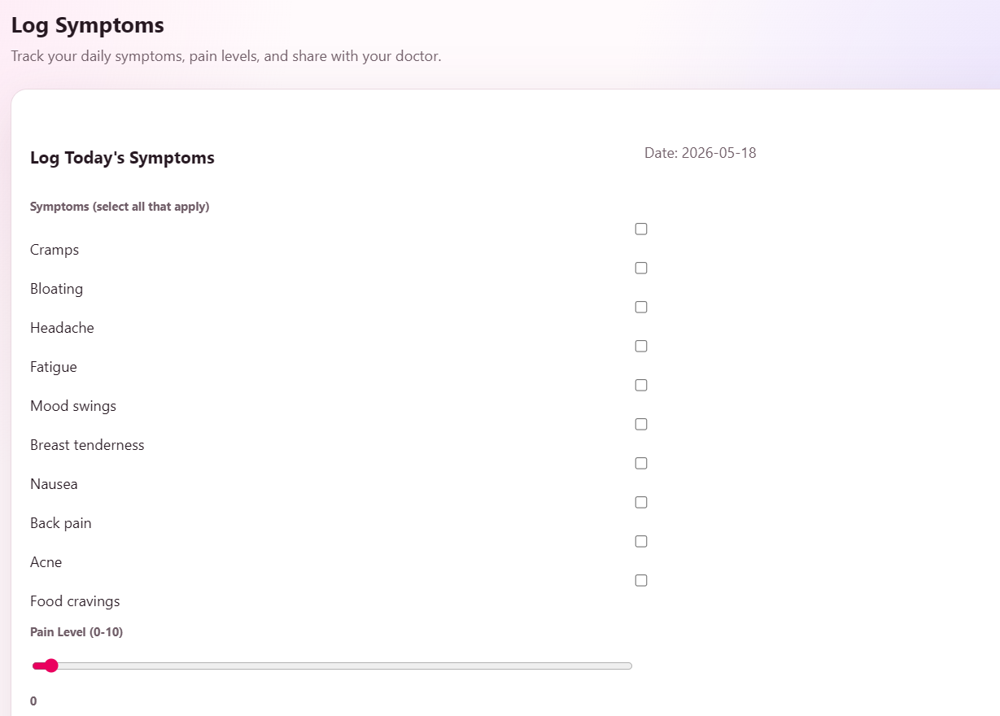 Log Symptoms
Track your daily symptoms, pain levels, and share with your doctor.
Log Today's Symptoms
Date: 2026-05-18
Symptoms (select all that apply)
Cramps
Bloating
Headache
Fatigue
Mood swings
Breast tenderness
Nausea
Back pain
Acne
Food cravings
Pain Level (0-10)
0